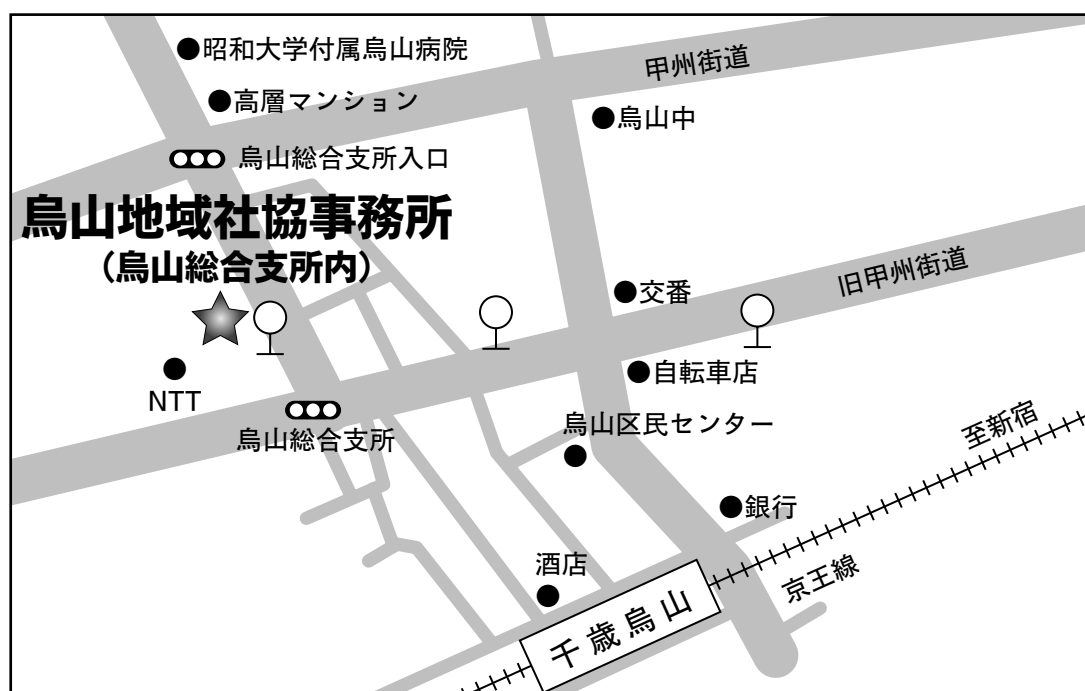 ●昭和大学付属烏山病院
●高層マンション
甲州街道
●烏山中
烏山総合支所入口
烏山地域社協事務所
(烏山総合支所内)
旧甲州街道
●交番
NTT
●自転車店
烏山総合支所
烏山区民センター
至新宿
●銀行
酒店
京王線
千歳烏山